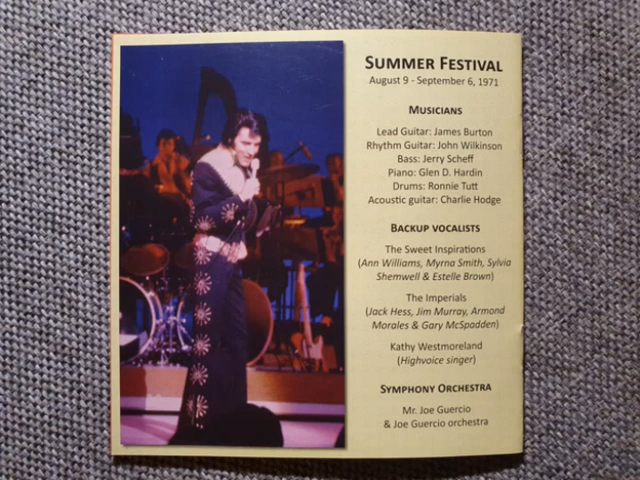 SUMMER FESTIVAL
August 9 - September 6, 1971
MUSICIANS
Lead Guitar: James Burton
Rhythm Guitar: John Wilkinson
Bass: Jerry Scheff
Piano: Glen D. Hardin
Drums: Ronnie Tutt
Acoustic guitar: Charlie Hodge
BACKUP VOCALISTS
The Sweet Inspirations
(Ann Williams, Myrna Smith, Sylvia
Shemwell & Estelle Brown)
The Imperials
(Jack Hess, Jim Murray, Armond
Morales & Gary McSpadden)
Kathy Westmoreland
(Highvoice singer)
SYMPHONY ORCHESTRA
Mr. Joe Guercio
& Joe Guercio orchestra